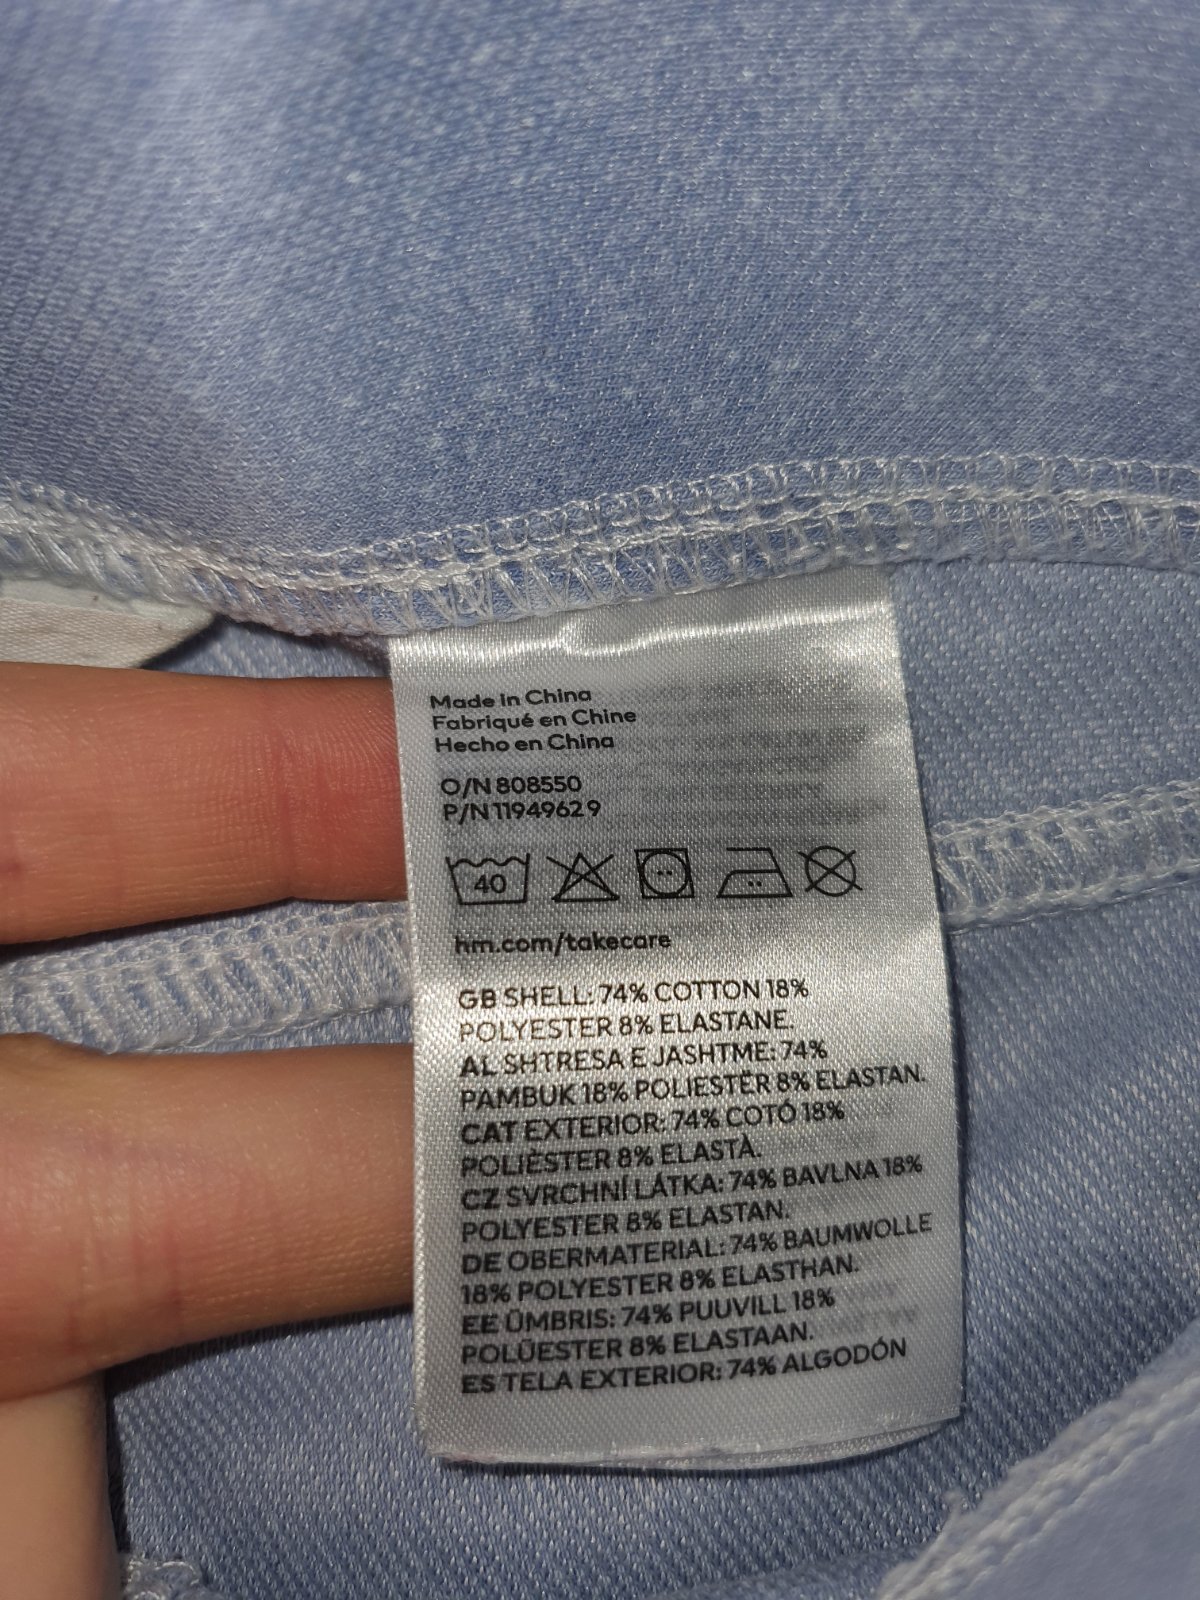 Made in China
Fabriqué en Chine
Hecho en China
O/N 808550
P/N 11949629
40
hm.com/takecare
GB SHELL: 74% COTTON 18%
POLYESTER 8% ELASTANE.
AL SHTRESA E JASHTME: 74%
PAMBUK 18% POLIESTËR 8% ELASTAN.
CAT EXTERIOR: 74% COTÓ 18%
POLIÈSTER 8% ELASTÀ.
CZ SVRCHNÍ LÁTKA: 74% BAVLNA 18%
POLYESTER 8% ELASTAN.
DE OBERMATERIAL: 74% BAUMWOLLE
18% POLYESTER 8% ELASTHAN.
EE ÜMBRIS: 74% PUUVILL 18%
POLÜESTER 8% ELASTAAN.
ES TELA EXTERIOR: 74% ALGODÓN